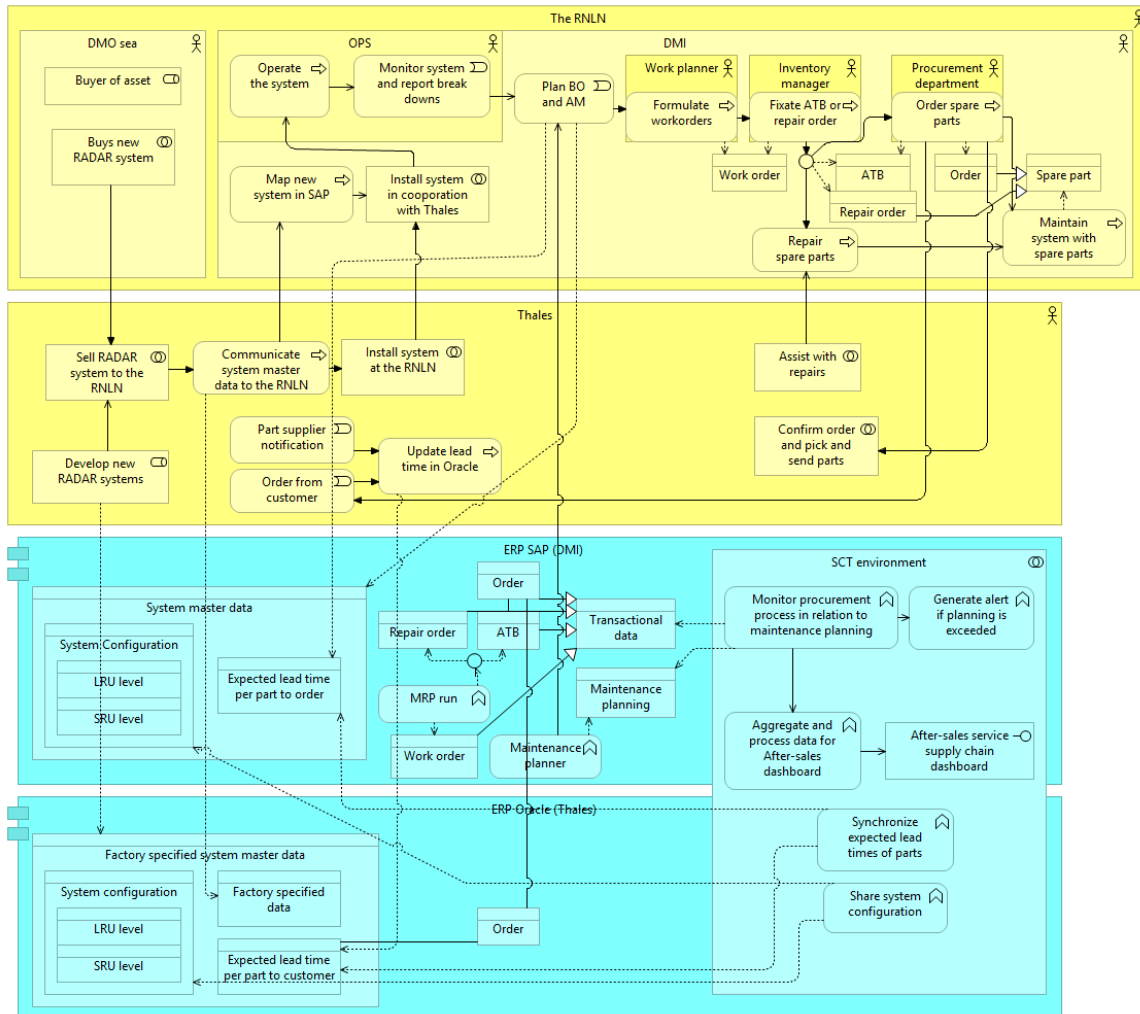 The RNLN
DMO sea
Buyer of asset
Buys new
RADAR system
OPS
Operate
the system
Monitor system
and report break
downs
Map new
system in SAP
Install system
in cooporation
with Thales
DMI
Plan BO
and AM
Work planner
Formulate
workorders
Inventory
manager
Fixate ATB or
repair order
Procurement
department
Order spare
parts
Work order
ATB
Order
Spare part
Repair order
Repair
spare parts
Maintain
system with
spare parts
Thales
Sell RADAR
system to the
RNLN
Communicate
system master
data to the RNLN
Install system
at the RNLN
Assist with
repairs
Part supplier
notification
Update lead
time in Oracle
Confirm order
and pick and
send parts
Develop new
RADAR systems
Order from
customer
ERP SAP (DMI)
System master data
System Configuration
LRU level
SRU level
Expected lead time
per part to order
Order
Repair order
ATB
Transactional
data
MRP run
Maintenance
planning
Work order
Maintenance
planner
SCT environment
Monitor procurement
process in relation to
maintenance planning
Generate alert
if planning is
exceeded
Aggregate and
process data for
After-sales
dashboard
After-sales service
supply chain
dashboard
Synchronize
expected lead
times of parts
Share system
configuration
ERP Oracle (Thales)
Factory specified system master data
System configuration
LRU level
SRU level
Factory specified
data
Expected lead time
per part to customer
Order